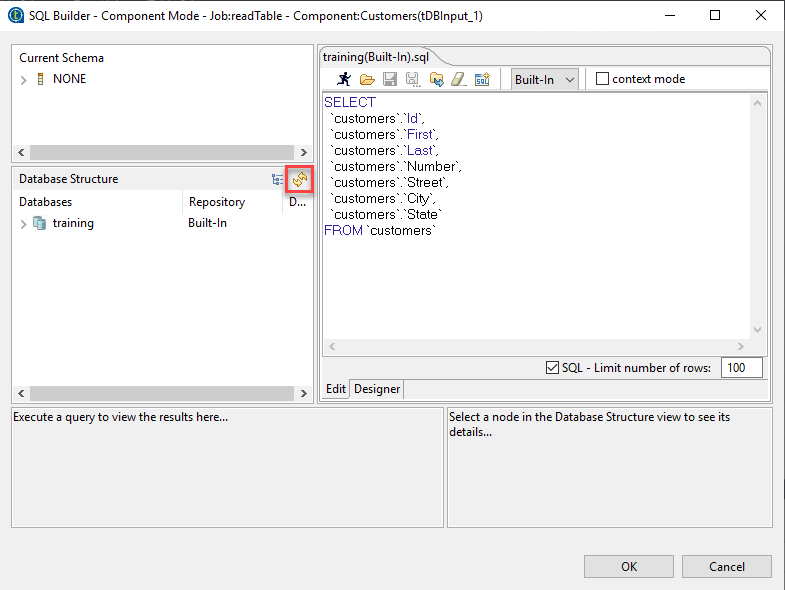 SQL Builder - Component Mode - Job:readTable - Component:Customers(tDBInput_1)
Current Schema
NONE
Database Structure
Databases Repository D...
training Built-In
training(Built-In).sql
SQL
Built-In context mode
SELECT
`customers`.`Id`,
`customers`.`First`,
`customers`.`Last`,
`customers`.`Number`,
`customers`.`Street`,
`customers`.`City`,
`customers`.`State`
FROM `customers`
SQL - Limit number of rows: 100
Edit Designer
Execute a query to view the results here...
Select a node in the Database Structure view to see its
details...
OK Cancel